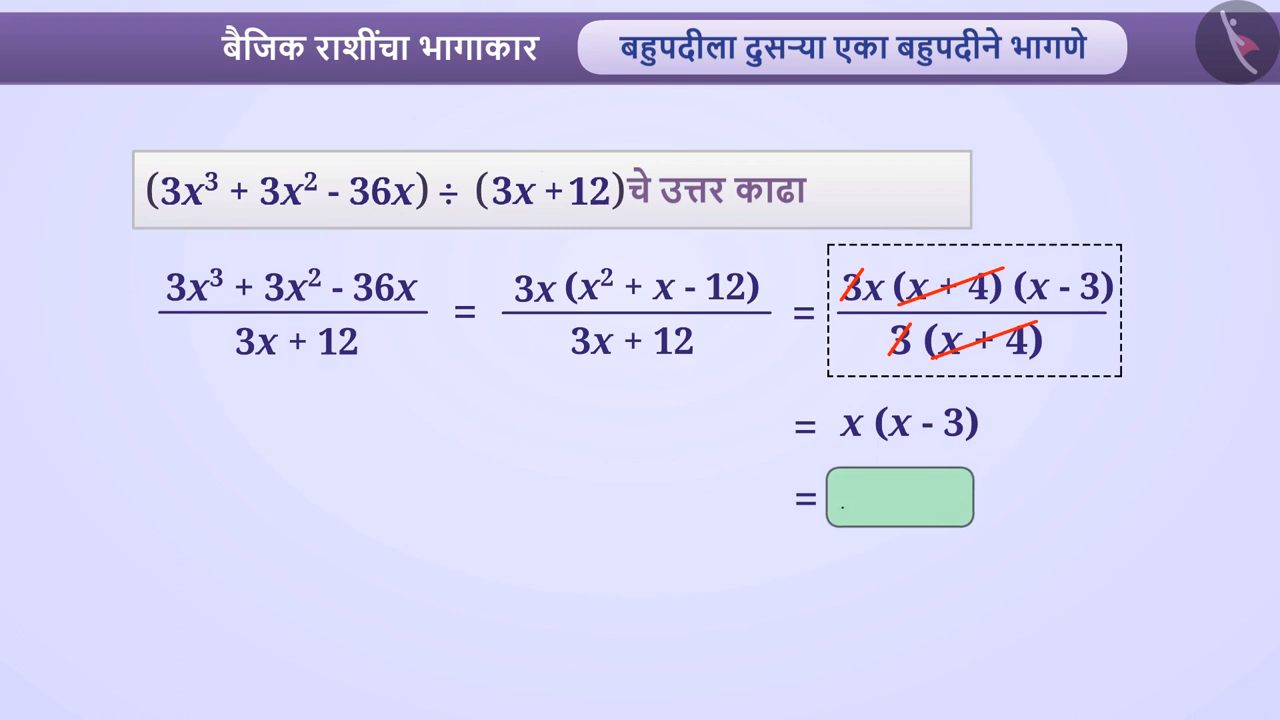 बैजिक राशींचा भागाकार बहुपदीला दुसऱ्या एका बहुपदीने भागणे
(3x³ + 3x² - 36x) ÷ (3x + 12) चे उत्तर काढा
3x³ + 3x² - 36x / 3x + 12 = 3x (x² + x - 12) / 3x + 12 = 3x (x + 4) (x - 3) / 3 (x + 4)
= x (x - 3)
= .